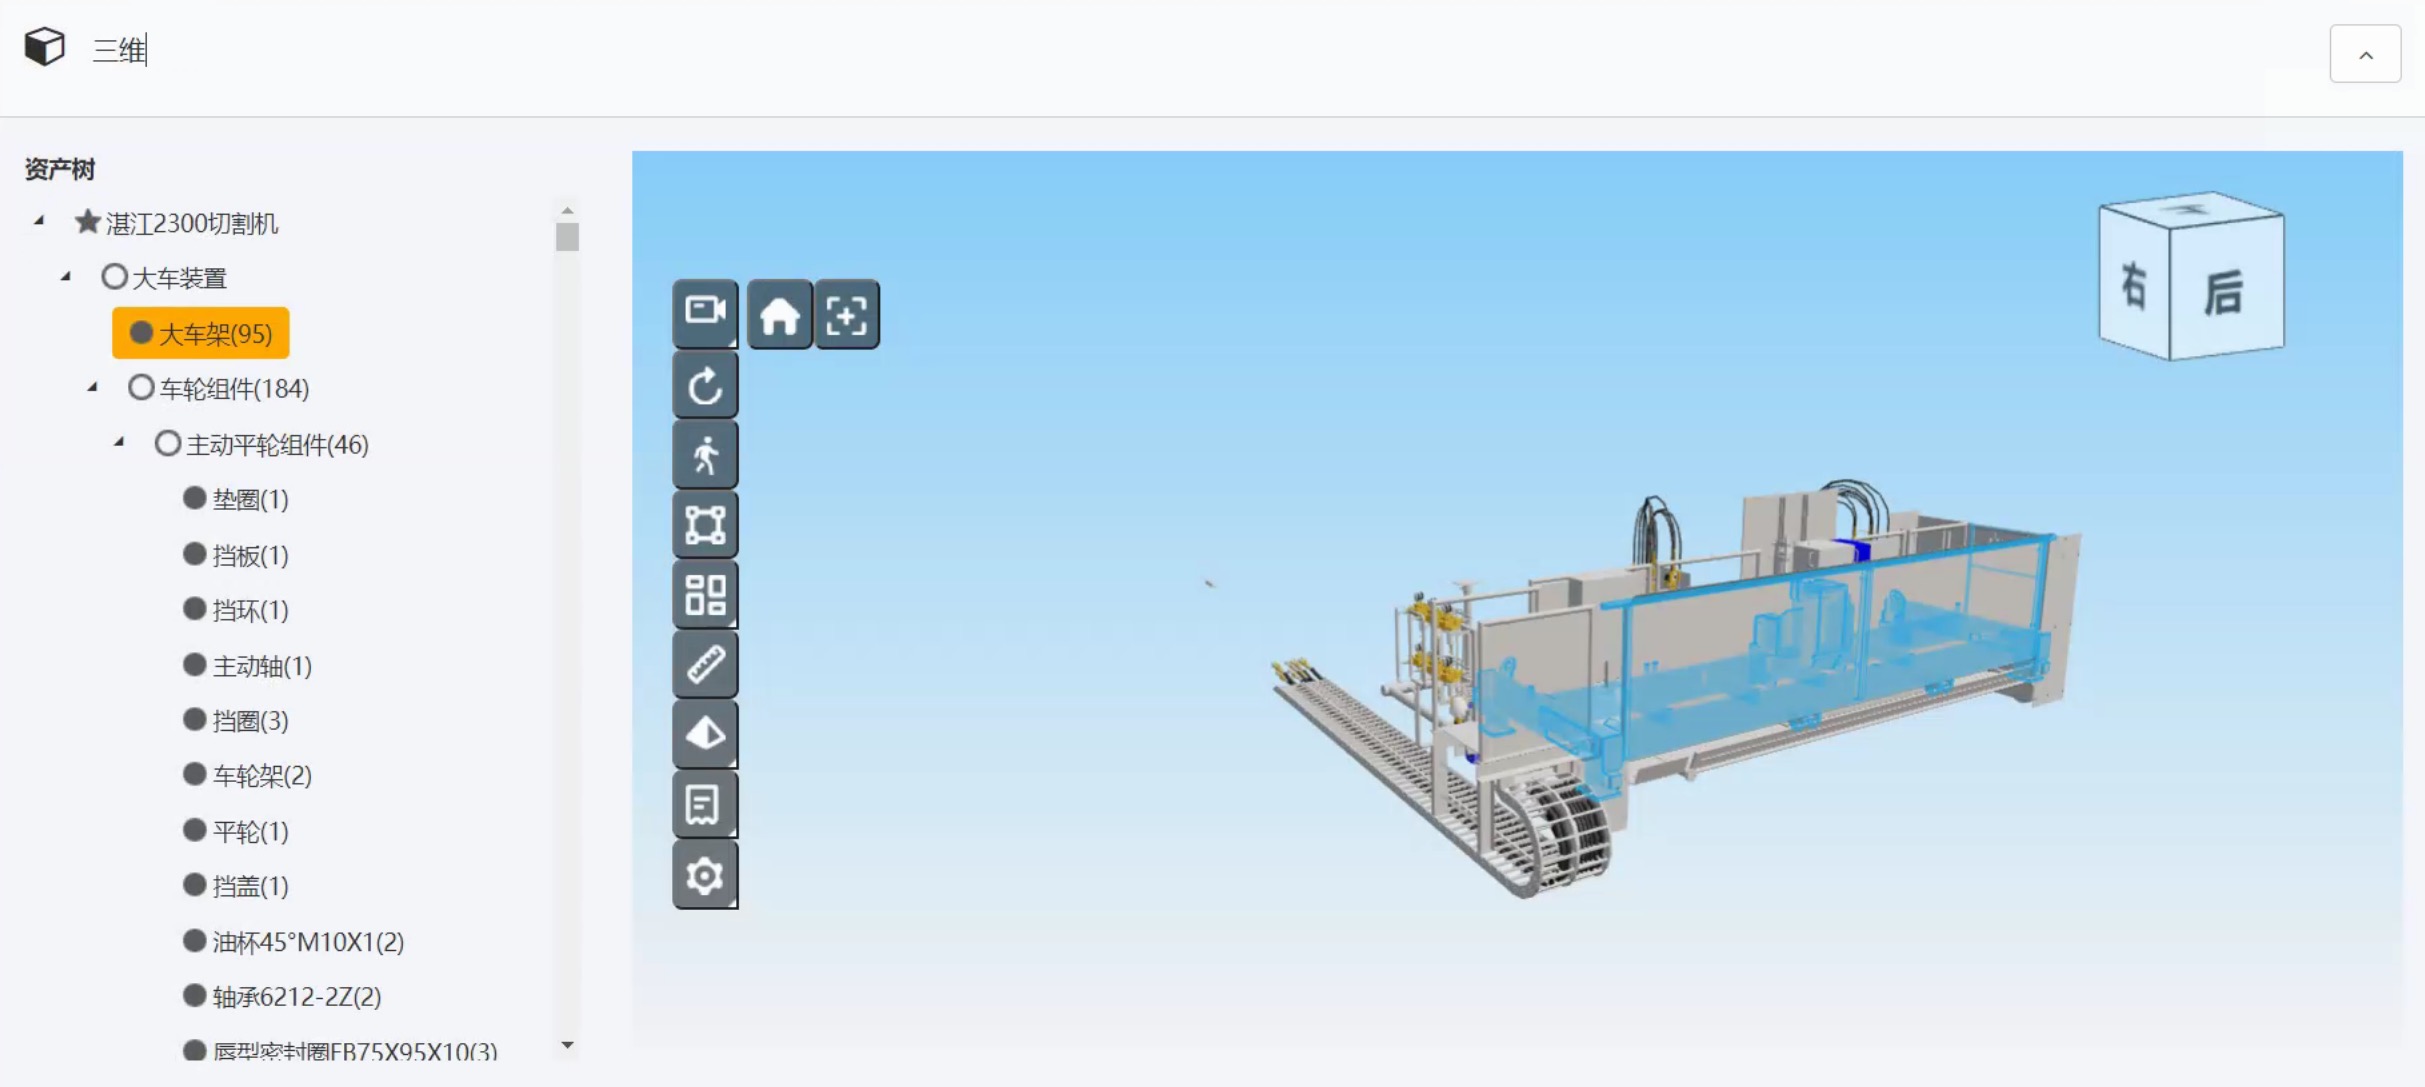 三维
资产树
湛江2300切割机
大车装置
大车架(95)
车轮组件(184)
主动平轮组件(46)
垫圈(1)
挡板(1)
挡环(1)
主动轴(1)
挡圈(3)
车轮架(2)
平轮(1)
挡盖(1)
油杯45°M10X1(2)
轴承6212-2Z(2)
唇型密封圈FB75X95X10(3)
上
右
后